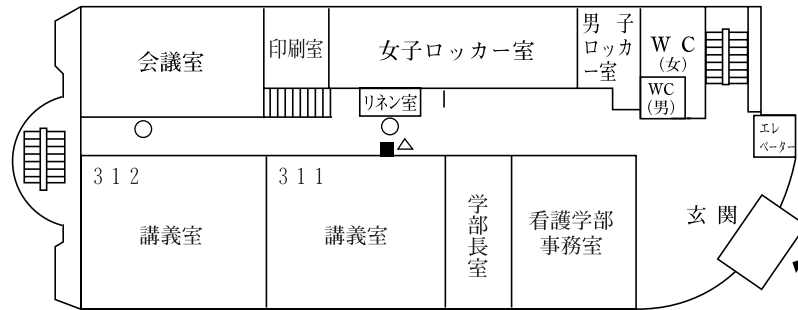 会議室
印刷室
女子ロッカー室
男 子
ロッカ
ー室
W C
(女)
WC
(男)
リネン室
エレ
ベーター
312
講義室
311
講義室
学部長室
看護学部
事務室
玄 関